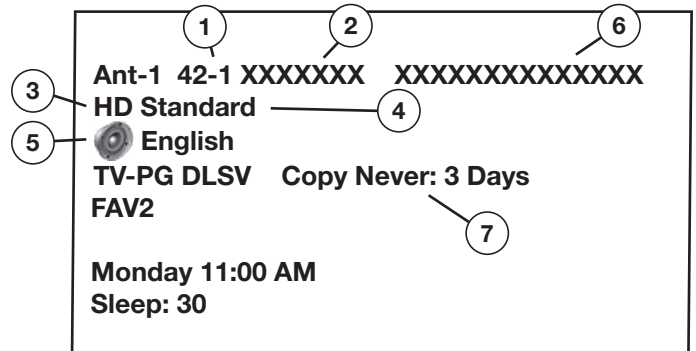 1 2 6
Ant-1 42-1 XXXXXXX XXXXXXXXXXXXXX
3 HD Standard 4
5 English
TV-PG DLSV Copy Never: 3 Days
FAV2
7
Monday 11:00 AM
Sleep: 30